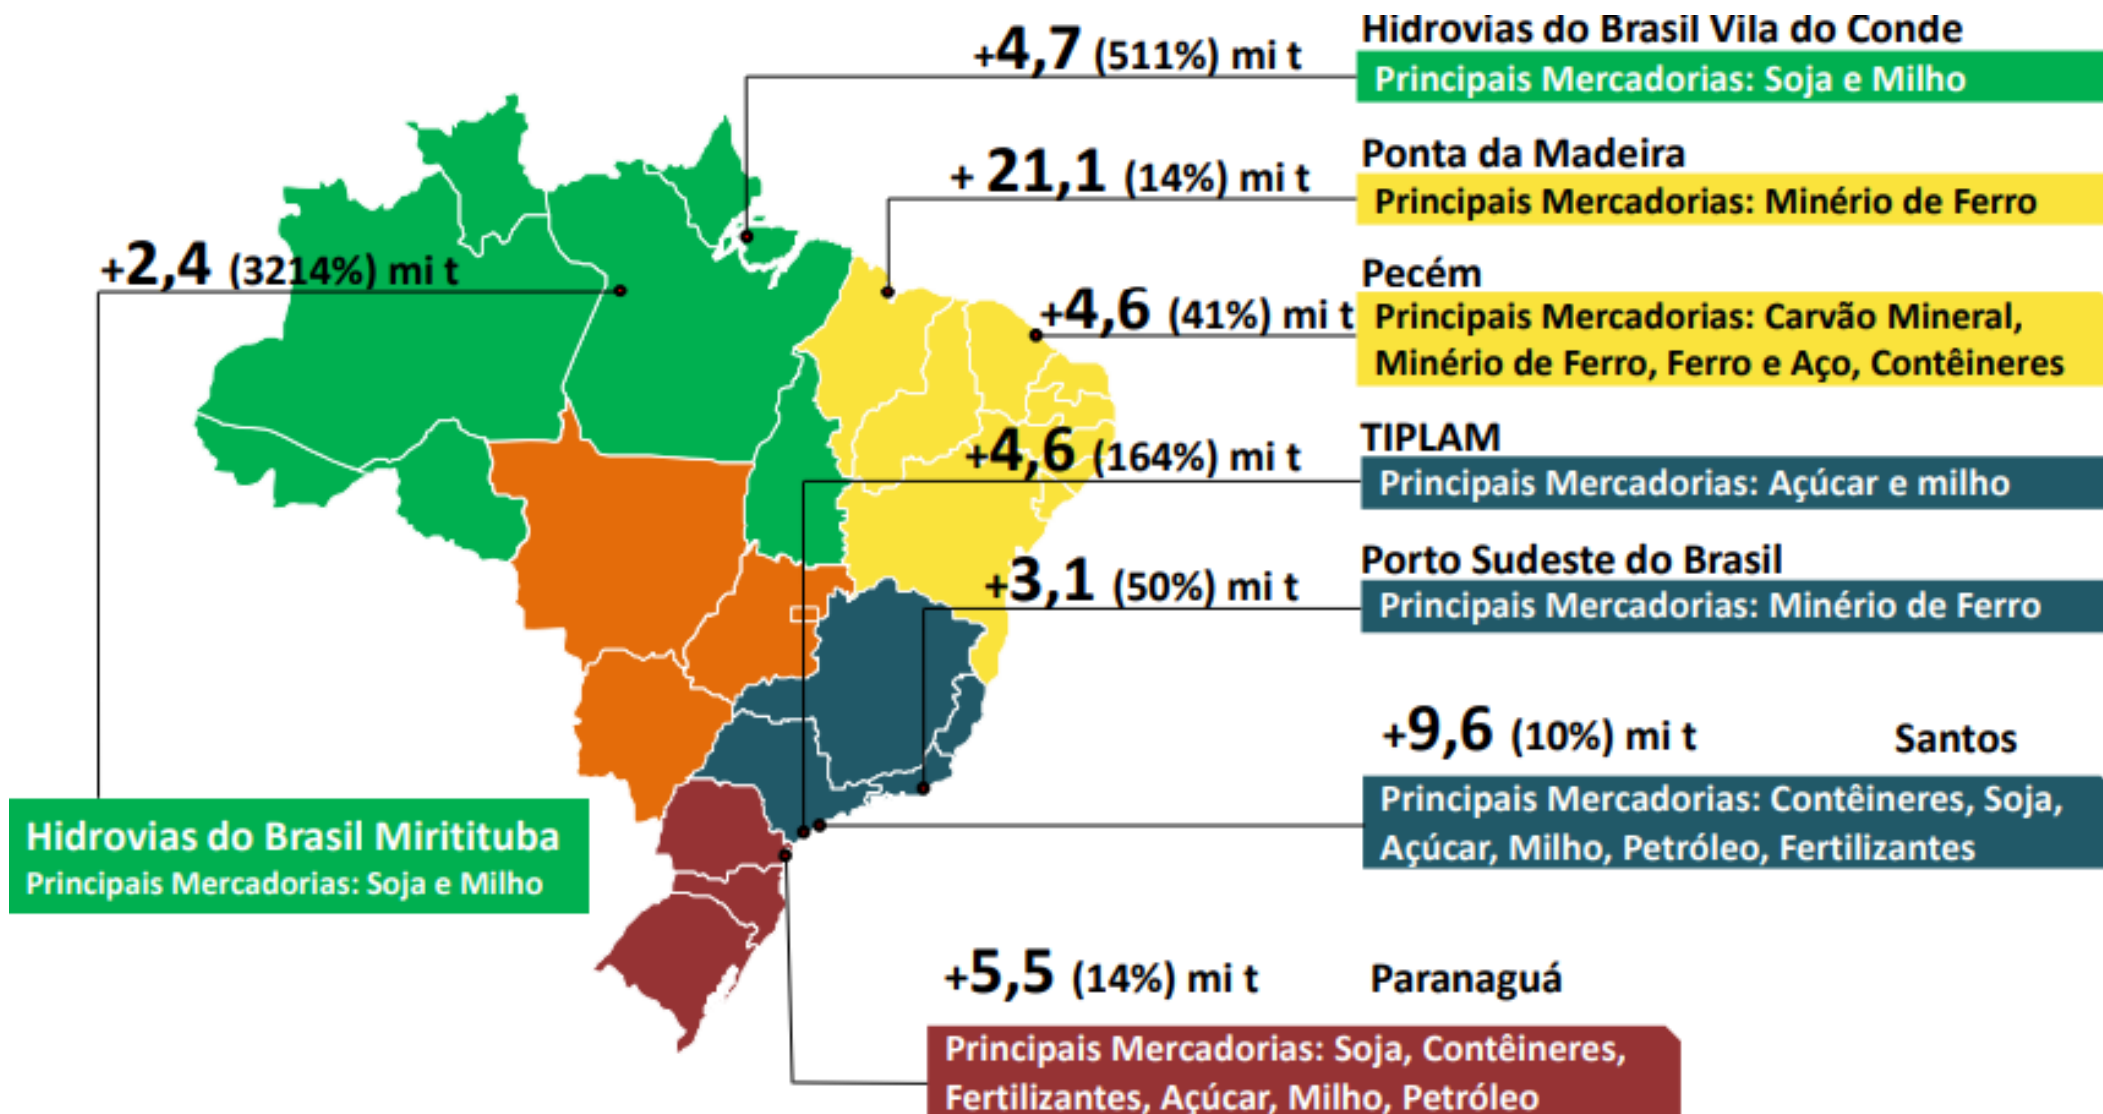 Hidrovias do Brasil Vila do Conde
+4,7 (511%) mi t
Principais Mercadorias: Soja e Milho
Ponta da Madeira
+ 21,1 (14%) mi t
Principais Mercadorias: Minério de Ferro
+2,4 (3214%) mi t
Pecém
+4,6 (41%) mi t
Principais Mercadorias: Carvão Mineral,
Minério de Ferro, Ferro e Aço, Contêineres
TIPLAM
+4,6 (164%) mi t
Principais Mercadorias: Açúcar e milho
Porto Sudeste do Brasil
+3,1 (50%) mi t
Principais Mercadorias: Minério de Ferro
+9,6 (10%) mi t Santos
Principais Mercadorias: Contêineres, Soja,
Açúcar, Milho, Petróleo, Fertilizantes
Hidrovias do Brasil Miritituba
Principais Mercadorias: Soja e Milho
+5,5 (14%) mi t Paranaguá
Principais Mercadorias: Soja, Contêineres,
Fertilizantes, Açúcar, Milho, Petróleo